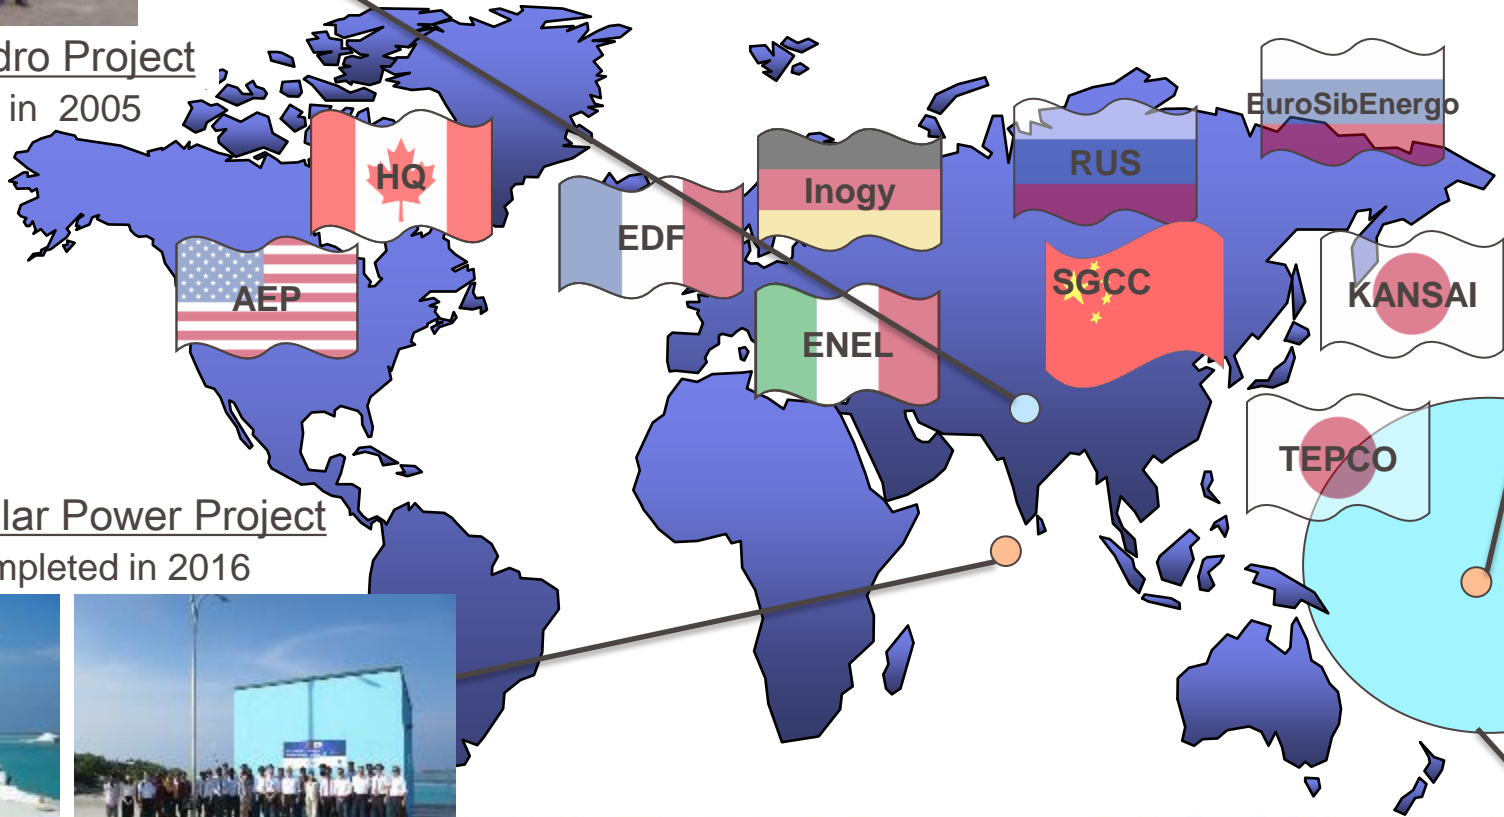 dro Project
in 2005
EuroSibEnergo
HQ
RUS
Inogy
EDF
SGCC
AEP
KANSAI
ENEL
TEPCO
lar Power Project
mpleted in 2016